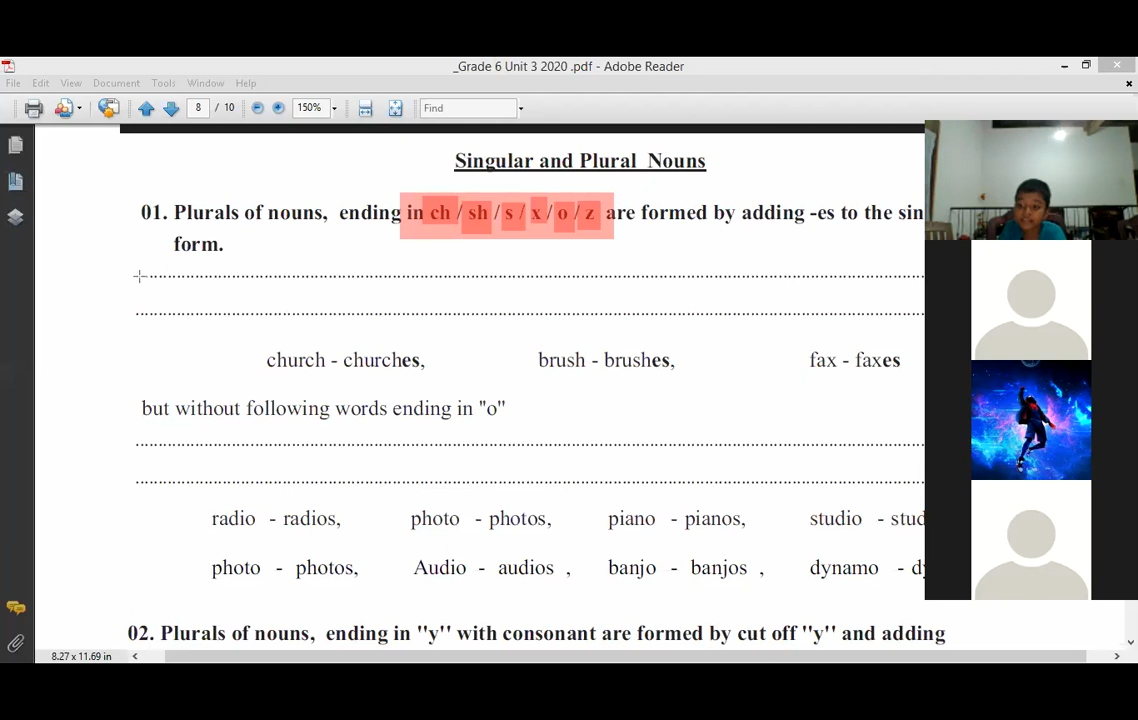 _Grade 6 Unit 3 2020 .pdf - Adobe Reader
File Edit View Document Tools Window Help
8 / 10 150% Find
Singular and Plural Nouns
01. Plurals of nouns, ending in ch / sh / s / x / o / z are formed by adding -es to the sin
form.
church - churches, brush - brushes, fax - faxes
but without following words ending in "o"
radio - radios, photo - photos, piano - pianos, studio - stud
photo - photos, Audio - audios , banjo - banjos , dynamo - dy
02. Plurals of nouns, ending in "y" with consonant are formed by cut off "y" and adding
8.27 x 11.69 in